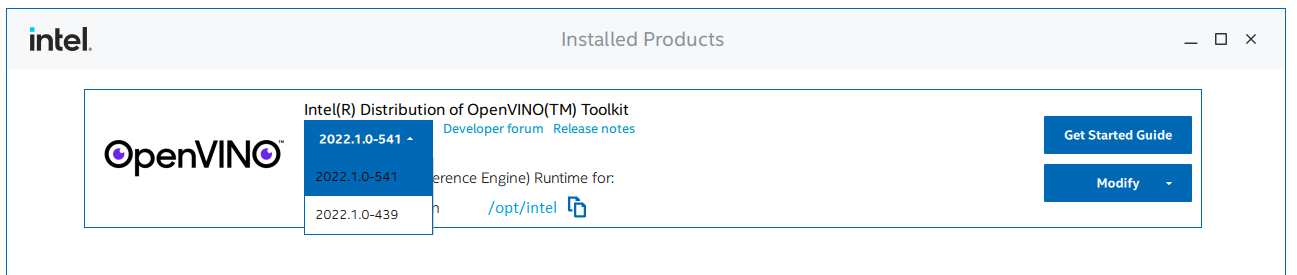 intel.
Installed Products
Intel(R) Distribution of OpenVINO(TM) Toolkit
OpenVINO™
2022.1.0-541
Developer forum Release notes
Get Started Guide
2022.1.0-541
erence Engine) Runtime for:
Modify
2022.1.0-439
/opt/intel